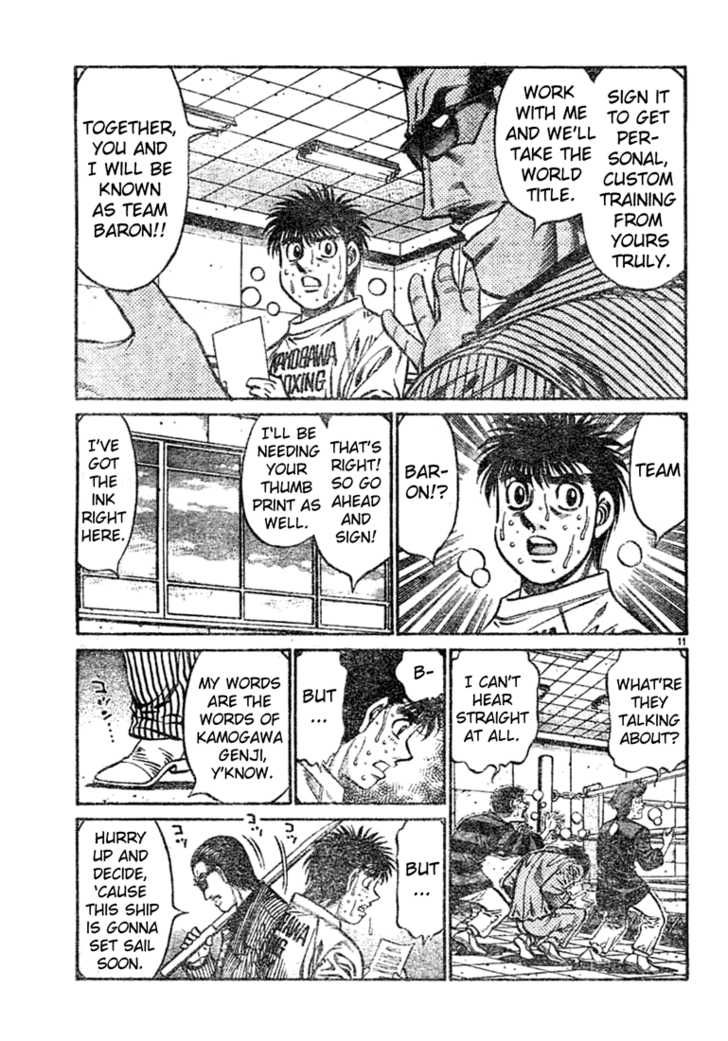 SIGN IT
TO GET
PER-
SONAL,
CUSTOM
TRAINING
FROM
YOURS
TRULY.
WORK
WITH ME
AND WE'LL
TAKE THE
WORLD
TITLE.
TOGETHER,
YOU AND
I WILL BE
KNOWN
AS TEAM
BARON!!
KAMOGAWA
BOXING
TEAM
BAR-
ON!?
THAT'S
RIGHT!
SO GO
AHEAD
AND
SIGN!
I'LL BE
NEEDING
YOUR
THUMB
PRINT AS
WELL.
I'VE
GOT
THE
INK
RIGHT
HERE.
11
WHAT'RE
THEY
TALKING
ABOUT?
I CAN'T
HEAR
STRAIGHT
AT ALL.
B-
BUT
...
MY WORDS
ARE THE
WORDS OF
KAMOGAWA
GENJI,
Y'KNOW.
BUT
...
HURRY
UP AND
DECIDE,
'CAUSE
THIS SHIP
IS GONNA
SET SAIL
SOON.